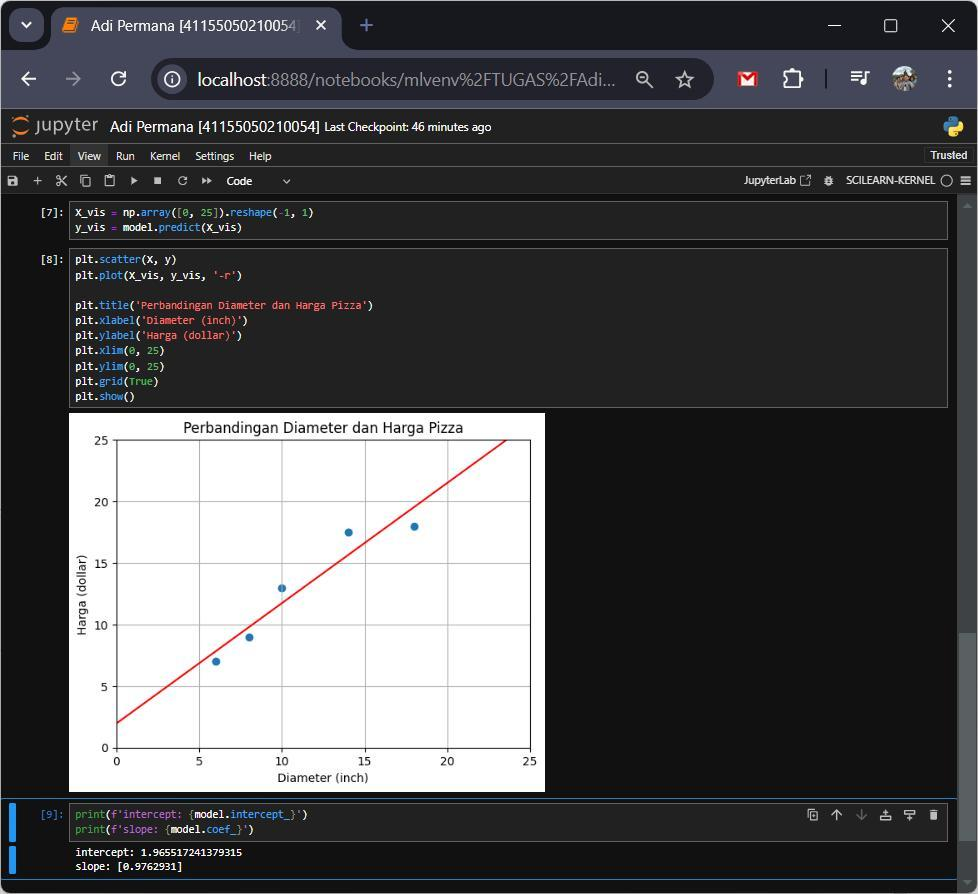 Adi Permana [41155050210054]
localhost:8888/notebooks/mlvenv%2FTUGAS%2FAdi...
jupyter Adi Permana [41155050210054] Last Checkpoint: 46 minutes ago
File Edit View Run Kernel Settings Help Trusted
Code JupyterLab SCILEARN-KERNEL
[7]: X_vis = np.array([0, 25]).reshape(-1, 1)
y_vis = model.predict(X_vis)
[8]: plt.scatter(X, y)
plt.plot(X_vis, y_vis, '-r')
plt.title('Perbandingan Diameter dan Harga Pizza')
plt.xlabel('Diameter (inch)')
plt.ylabel('Harga (dollar)')
plt.xlim(0, 25)
plt.ylim(0, 25)
plt.grid(True)
plt.show()
Perbandingan Diameter dan Harga Pizza
25
20
15
10
5
0
Harga (dollar)
0 5 10 15 20 25
Diameter (inch)
[9]: print(f'intercept: {model.intercept_}')
print(f'slope: {model.coef_}')
intercept: 1.965517241379315
slope: [0.9762931]